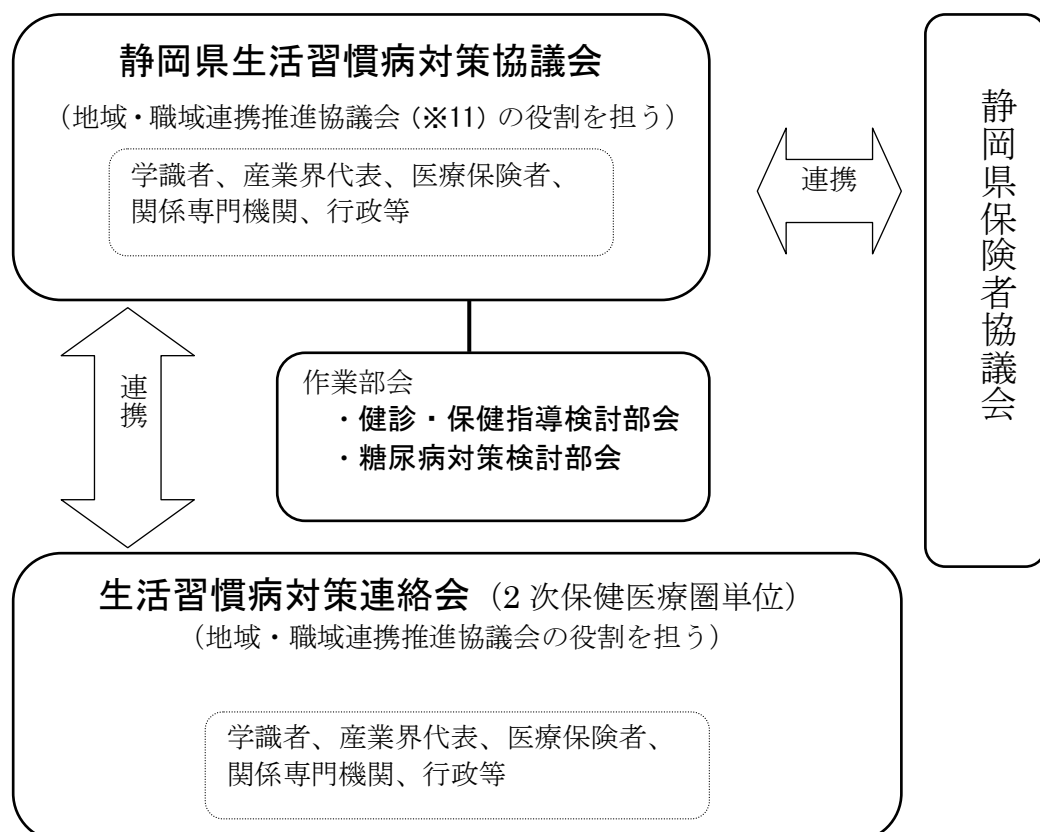 静岡県生活習慣病対策協議会
（地域・職域連携推進協議会（※11）の役割を担う）
学識者、産業界代表、医療保険者、
関係専門機関、行政等
連携
静岡県保険者協議会
連携
作業部会
・健診・保健指導検討部会
・糖尿病対策検討部会
生活習慣病対策連絡会（2 次保健医療圏単位）
（地域・職域連携推進協議会の役割を担う）
学識者、産業界代表、医療保険者、
関係専門機関、行政等